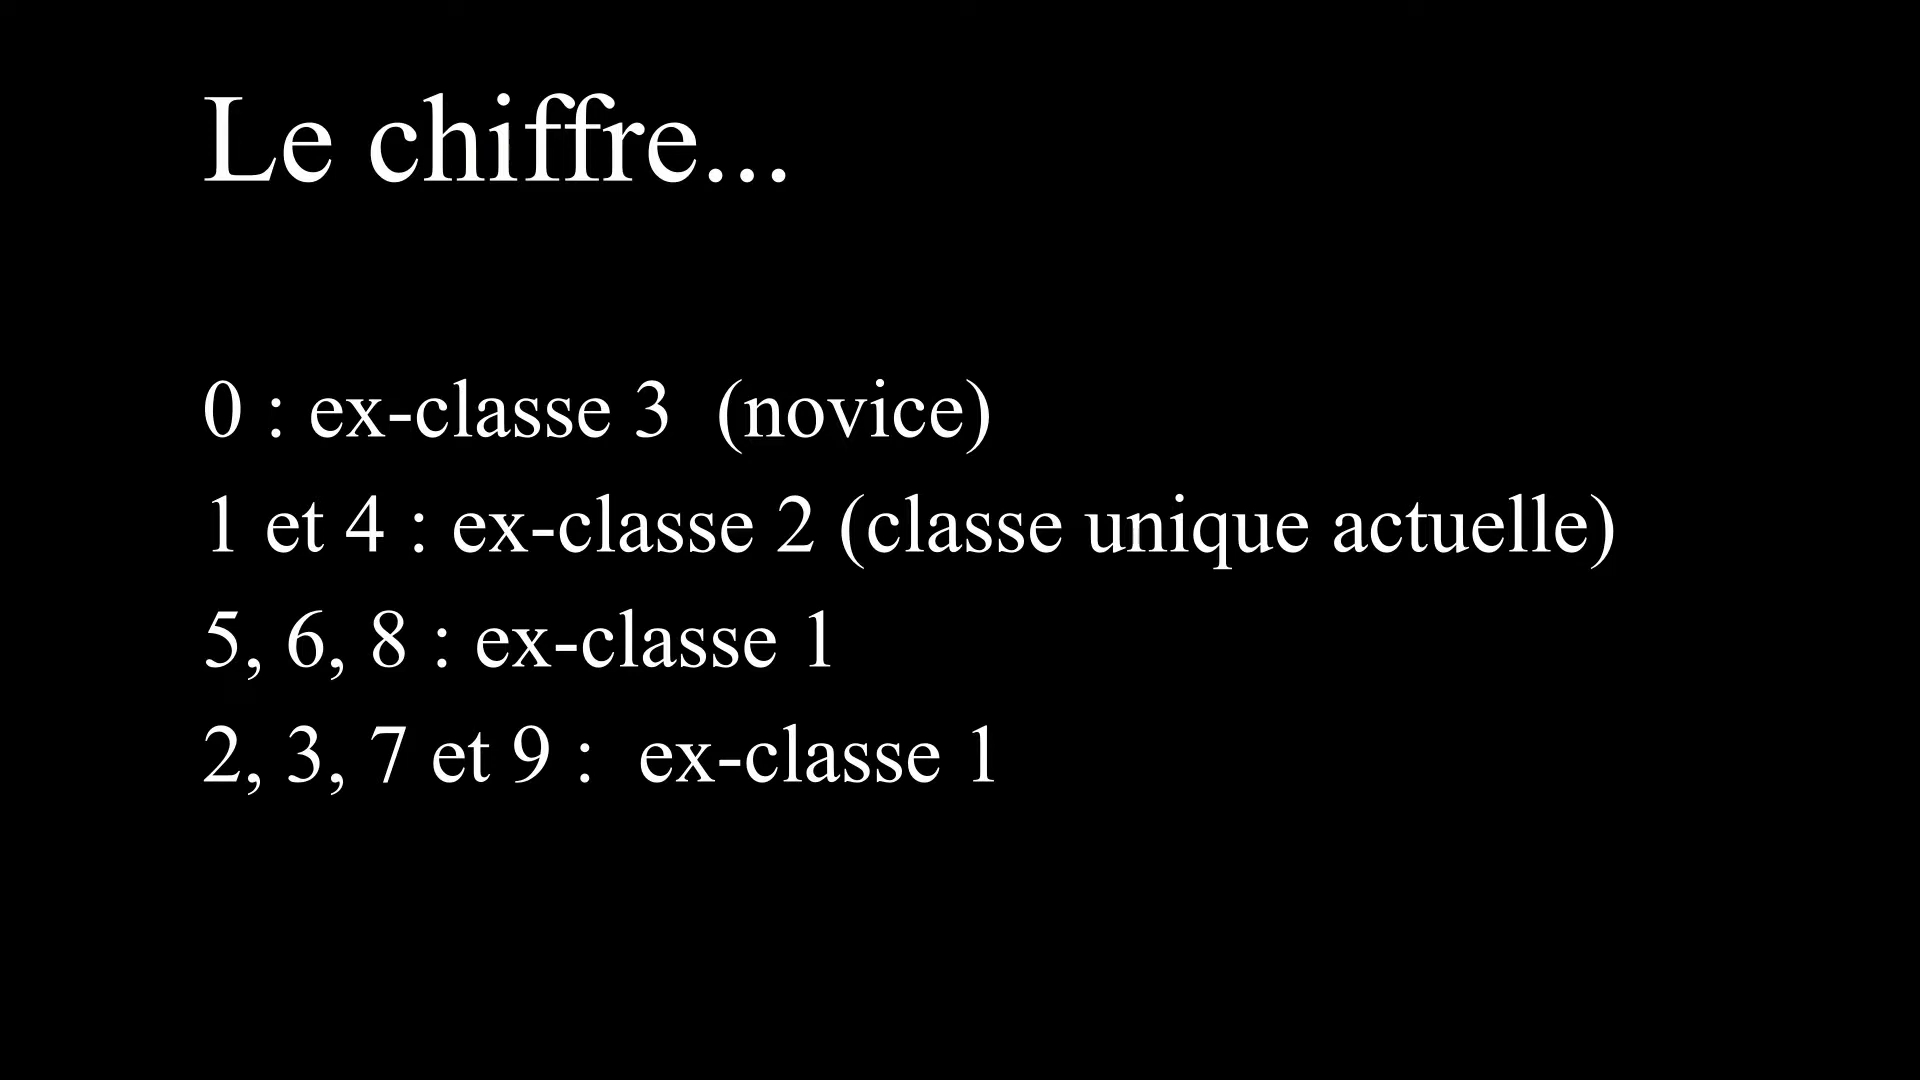 Le chiffre...
0 : ex-classe 3 (novice)
1 et 4 : ex-classe 2 (classe unique actuelle)
5, 6, 8 : ex-classe 1
2, 3, 7 et 9 : ex-classe 1